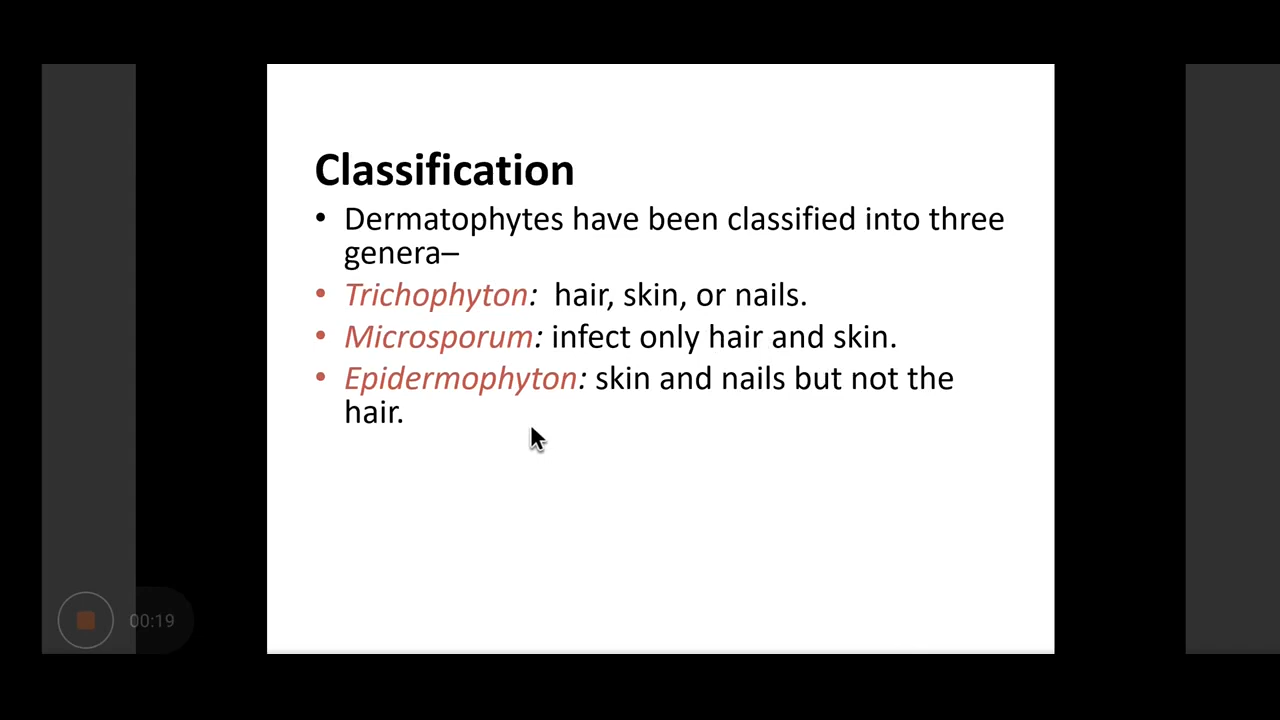 Classification
• Dermatophytes have been classified into three
genera–
• Trichophyton:  hair, skin, or nails.
• Microsporum: infect only hair and skin.
• Epidermophyton: skin and nails but not the
hair.
00:19